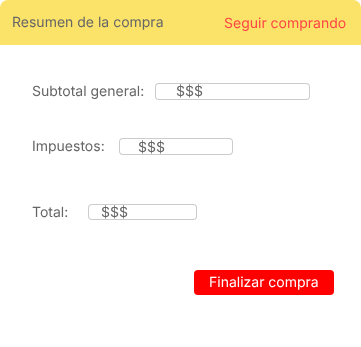 Resumen de la compra
Seguir comprando
Subtotal general: $$$
Impuestos: $$$
Total: $$$
Finalizar compra